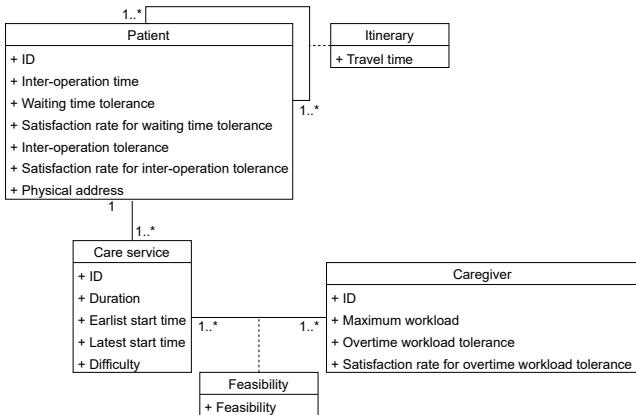 1..*
Patient
+ ID
+ Inter-operation time
+ Waiting time tolerance
+ Satisfaction rate for waiting time tolerance
+ Inter-operation tolerance
+ Satisfaction rate for inter-operation tolerance
+ Physical address
Itinerary
+ Travel time
1..*
1
1..*
Care service
+ ID
+ Duration
+ Earlist start time
+ Latest start time
+ Difficulty
1..*
1..*
Caregiver
+ ID
+ Maximum workload
+ Overtime workload tolerance
+ Satisfaction rate for overtime workload tolerance
Feasibility
+ Feasibility